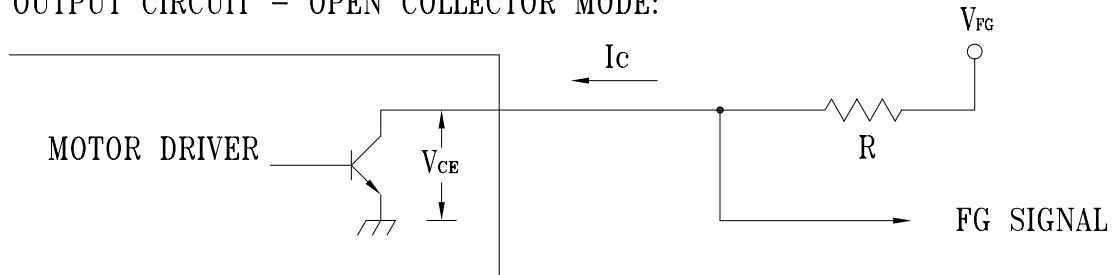 OUTPUT CIRCUIT - OPEN COLLECTOR MODE:
VFG
Ic
MOTOR DRIVER
VCE
R
FG SIGNAL